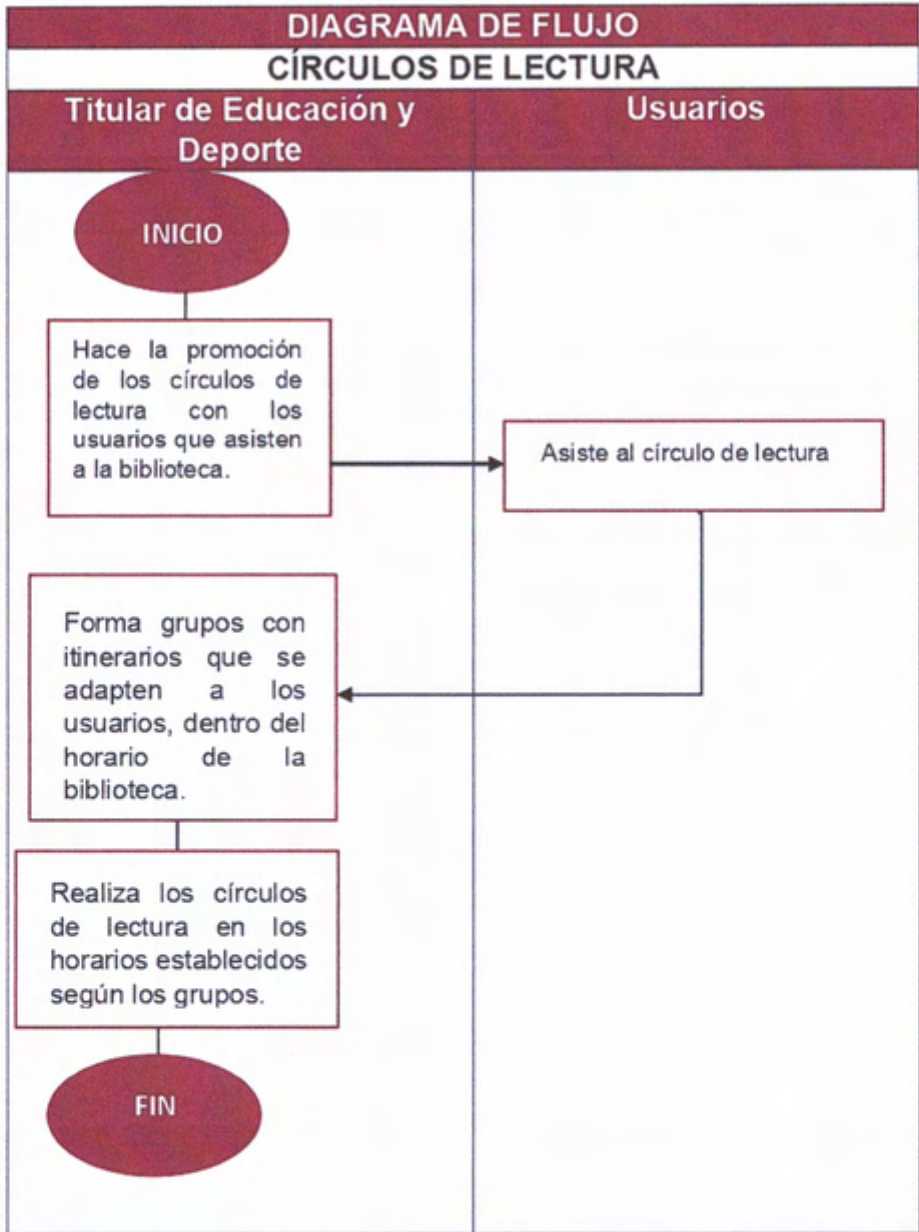 DIAGRAMA DE FLUJO
CÍRCULOS DE LECTURA
Titular de Educación y
Deporte
Usuarios
INICIO
Hace la promoción
de los círculos de
lectura con los
usuarios que asisten
a la biblioteca.
Asiste al círculo de lectura
Forma grupos con
itinerarios que se
adapten a los
usuarios, dentro del
horario de la
biblioteca.
Realiza los círculos
de lectura en los
horarios establecidos
según los grupos.
FIN